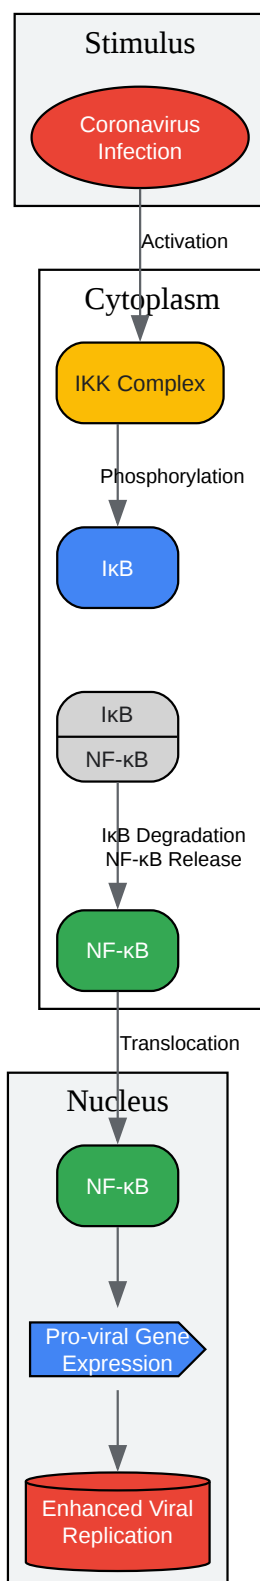 Stimulus
Coronavirus
Infection
Activation
Cytoplasm
IKK Complex
Phosphorylation
IκB
IκB
NF-κB
IκB Degradation
NF-κB Release
NF-κB
Translocation
Nucleus
NF-κB
Pro-viral Gene
Expression
Enhanced Viral
Replication